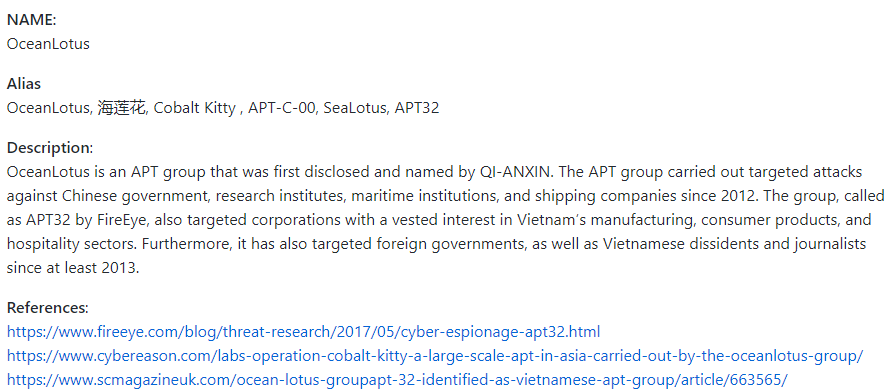 NAME:
OceanLotus
Alias
OceanLotus, 海莲花, Cobalt Kitty , APT-C-00, SeaLotus, APT32
Description:
OceanLotus is an APT group that was first disclosed and named by QI-ANXIN. The APT group carried out targeted attacks
against Chinese government, research institutes, maritime institutions, and shipping companies since 2012. The group, called
as APT32 by FireEye, also targeted corporations with a vested interest in Vietnam's manufacturing, consumer products, and
hospitality sectors. Furthermore, it has also targeted foreign governments, as well as Vietnamese dissidents and journalists
since at least 2013.
References:
https://www.fireeye.com/blog/threat-research/2017/05/cyber-espionage-apt32.html
https://www.cybereason.com/labs-operation-cobalt-kitty-a-large-scale-apt-in-asia-carried-out-by-the-oceanlotus-group/
https://www.scmagazineuk.com/ocean-lotus-groupapt-32-identified-as-vietnamese-apt-group/article/663565/